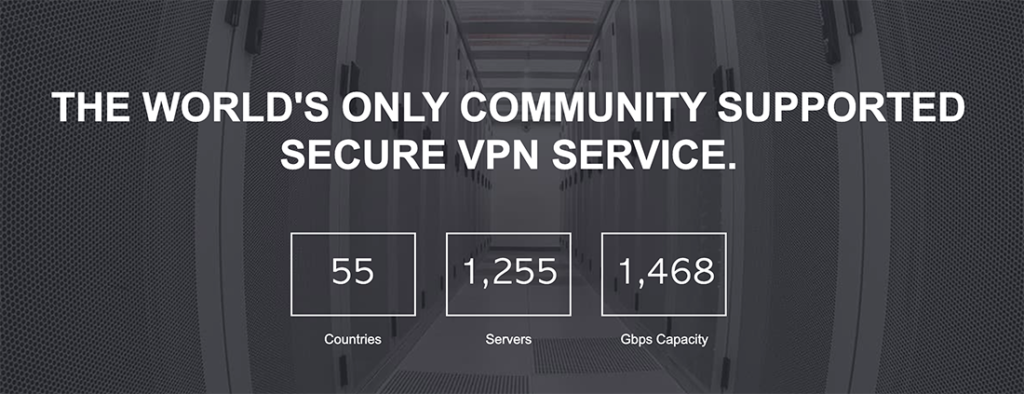 THE WORLD'S ONLY COMMUNITY SUPPORTED
SECURE VPN SERVICE.
55 1,255 1,468
Countries Servers Gbps Capacity